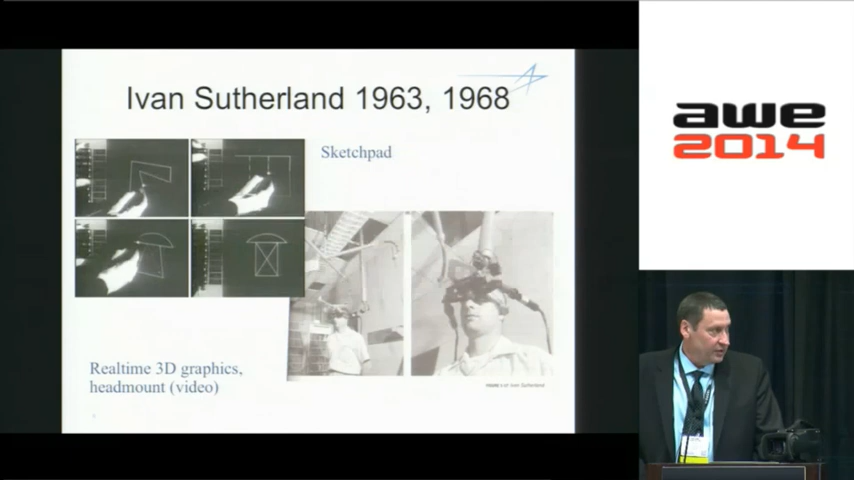 Ivan Sutherland 1963, 1968
Sketchpad
Realtime 3D graphics,
headmount (video)
awe
2014